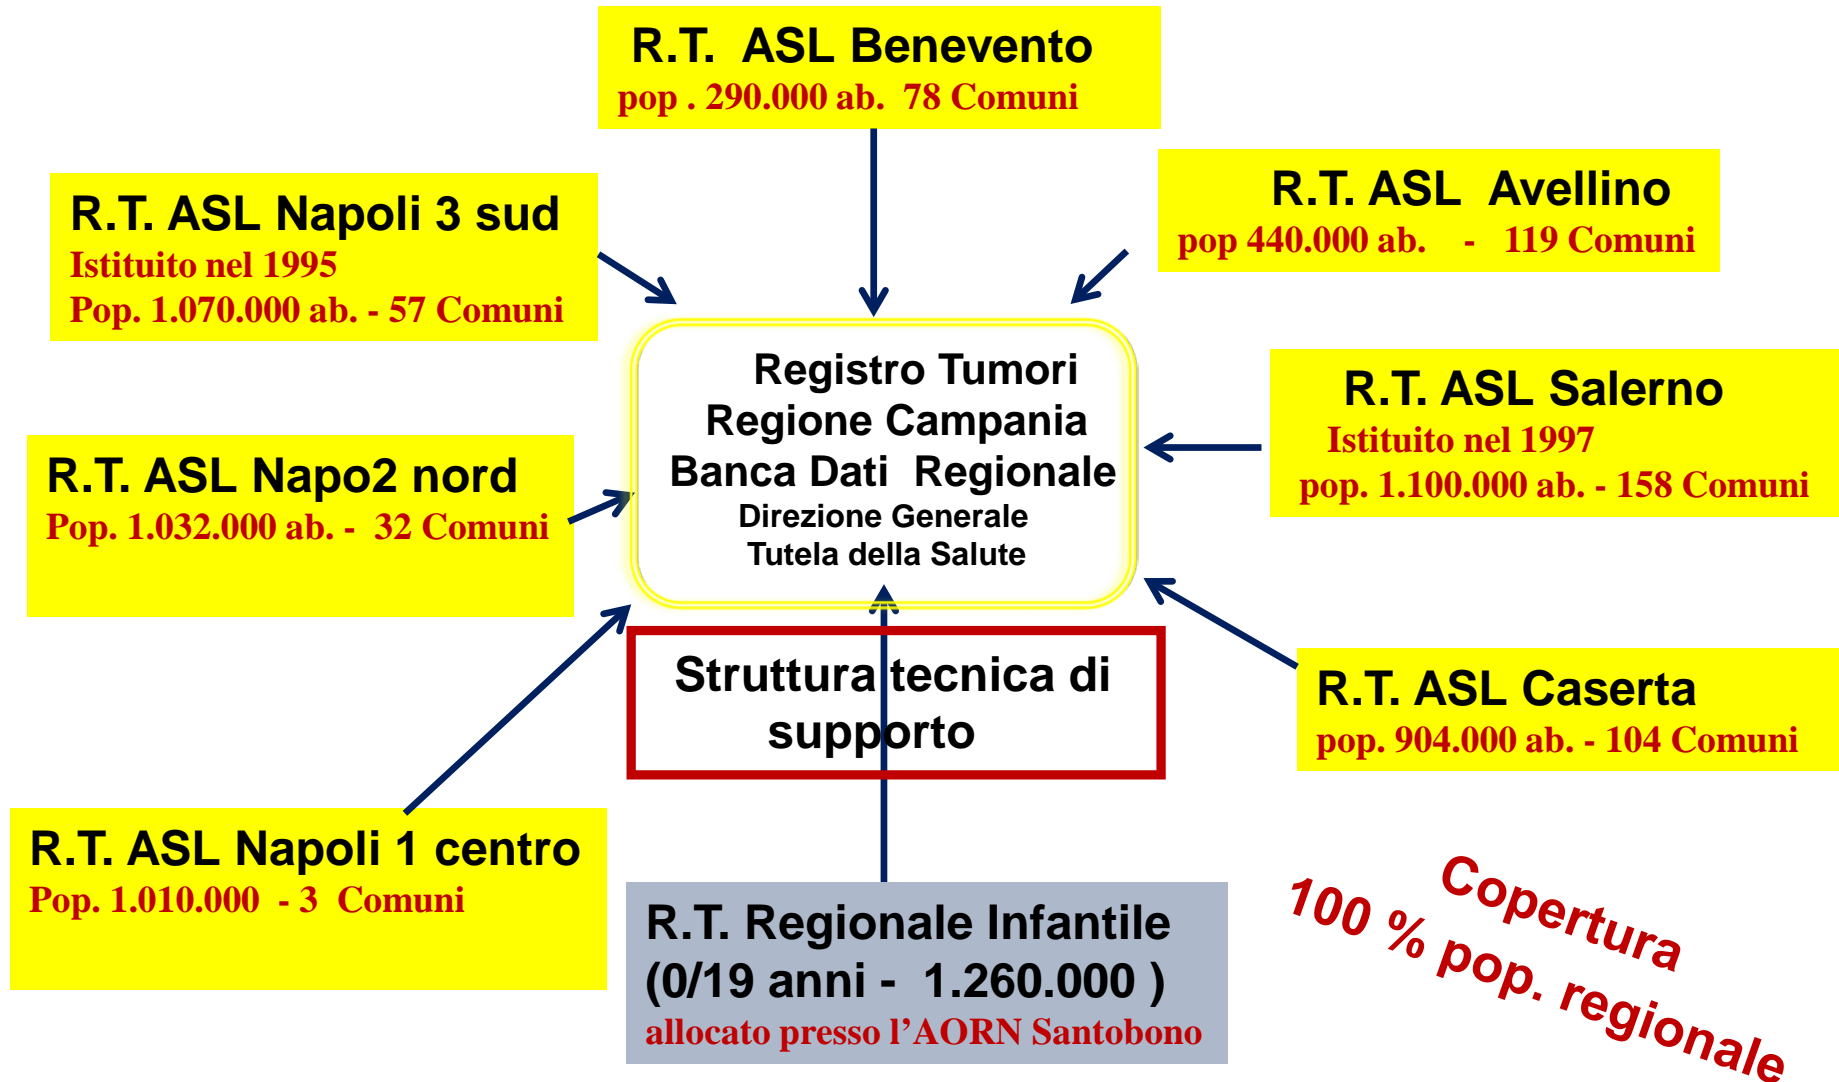 R.T. ASL Benevento
pop . 290.000 ab. 78 Comuni
R.T. ASL Napoli 3 sud
Istituito nel 1995
Pop. 1.070.000 ab. - 57 Comuni
R.T. ASL Avellino
pop 440.000 ab. - 119 Comuni
Registro Tumori
Regione Campania
Banca Dati Regionale
Direzione Generale
Tutela della Salute
R.T. ASL Salerno
Istituito nel 1997
pop. 1.100.000 ab. - 158 Comuni
R.T. ASL Napo2 nord
Pop. 1.032.000 ab. - 32 Comuni
Struttura tecnica di
supporto
R.T. ASL Caserta
pop. 904.000 ab. - 104 Comuni
R.T. ASL Napoli 1 centro
Pop. 1.010.000 - 3 Comuni
R.T. Regionale Infantile
(0/19 anni - 1.260.000 )
allocato presso l’AORN Santobono
Copertura
100 % pop. regionale